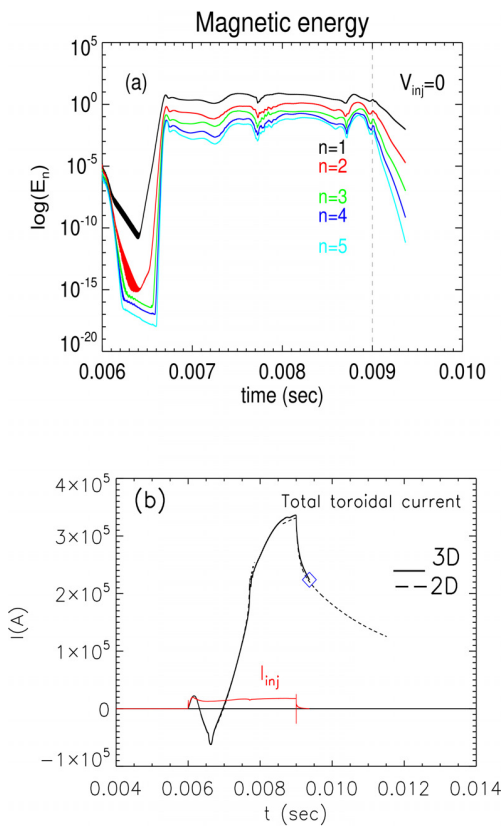 Magnetic energy
10^5
10^0
10^-5
10^-10
10^-15
10^-20
log(E_n)
(a)
V_inj=0
n=1
n=2
n=3
n=4
n=5
0.006 0.007 0.008 0.009 0.010
time (sec)
(b)
Total toroidal current
3D
2D
4×10^5
3×10^5
2×10^5
1×10^5
0
-1×10^5
I(A)
I_inj
0.004 0.006 0.008 0.010 0.012 0.014
t (sec)